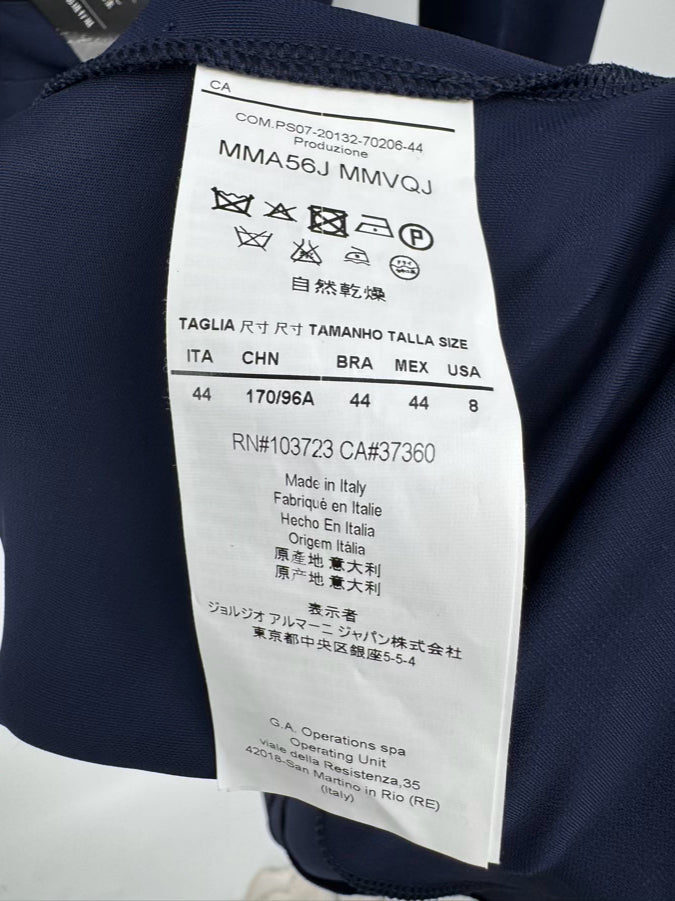 CA
COM.PS07-20132-70206-44
Produzione
MMA56J MMVQJ
P
自然乾燥
TAGLIA 尺寸 尺寸 TAMANHO TALLA SIZE
ITA CHN BRA MEX USA
44 170/96A 44 44 8
RN#103723 CA#37360
Made in Italy
Fabriqué en Italie
Hecho En Italia
Origem Itália
原產地 意大利
原产地 意大利
表示者
ジョルジオ アルマーニ ジャパン株式会社
東京都中央区銀座5-5-4
G.A. Operations spa
Operating Unit
viale della Resistenza,35
42018-San Martino in Rio (RE)
(Italy)